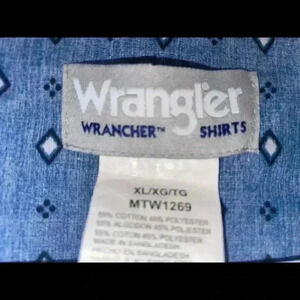 Wrangler
WRANCHER™ SHIRTS
XL/XG/TG
MTW1269
55% COTTON 45% POLYESTER
55% ALGODON 45% POLYESTER
55% COTON 45% POLYESTER
MADE IN BANGLADESH
HECHO EN BANGLADESH